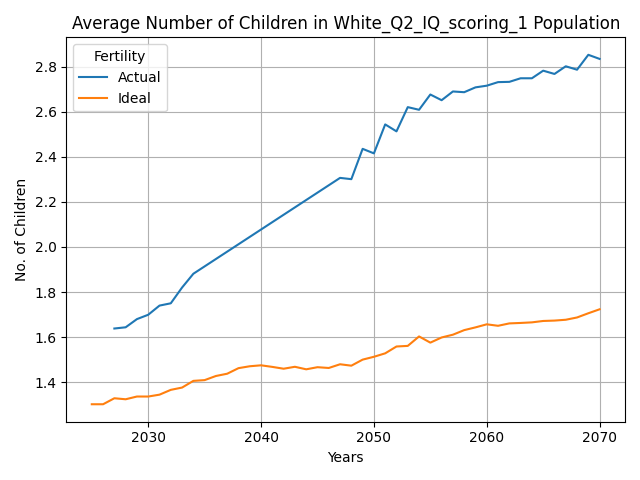 Average Number of Children in White_Q2_IQ_scoring_1 Population
Fertility
Actual
Ideal
No. of Children
2.8
2.6
2.4
2.2
2.0
1.8
1.6
1.4
2030 2040 2050 2060 2070
Years